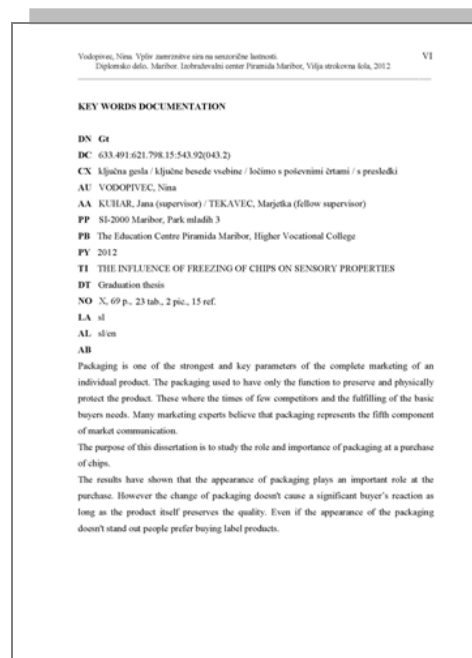 Vodopivec, Nina. Vpliv zamrznitve sira na senzorične lastnosti. VI
Diplomsko delo. Maribor. Izobraževalni center Piramida Maribor, Višja strokovna šola, 2012
KEY WORDS DOCUMENTATION
DN Gt
DC 633.491:621.798.15:543.92(043.2)
CX ključna gesla / ključne besede vsebine / ločimo s poševnimi črtami / s presledki
AU VODOPIVEC, Nina
AA KUHAR, Jana (supervisor) / TEKAVEC, Marjetka (fellow supervisor)
PP SI-2000 Maribor, Park mladih 3
PB The Education Centre Piramida Maribor, Higher Vocational College
PY 2012
TI THE INFLUENCE OF FREEZING OF CHIPS ON SENSORY PROPERTIES
DT Graduation thesis
NO X, 69 p., 23 tab., 2 pic., 15 ref.
LA sl
AL sl/en
AB
Packaging is one of the strongest and key parameters of the complete marketing of an
individual product. The packaging used to have only the function to preserve and physically
protect the product. These where the times of few competitors and the fulfilling of the basic
buyers needs. Many marketing experts believe that packaging represents the fifth component
of market communication.
The purpose of this dissertation is to study the role and importance of packaging at a purchase
of chips.
The results have shown that the appearance of packaging plays an important role at the
purchase. However the change of packaging doesn't cause a significant buyer's reaction as
long as the product itself preserves the quality. Even if the appearance of the packaging
doesn't stand out people prefer buying label products.